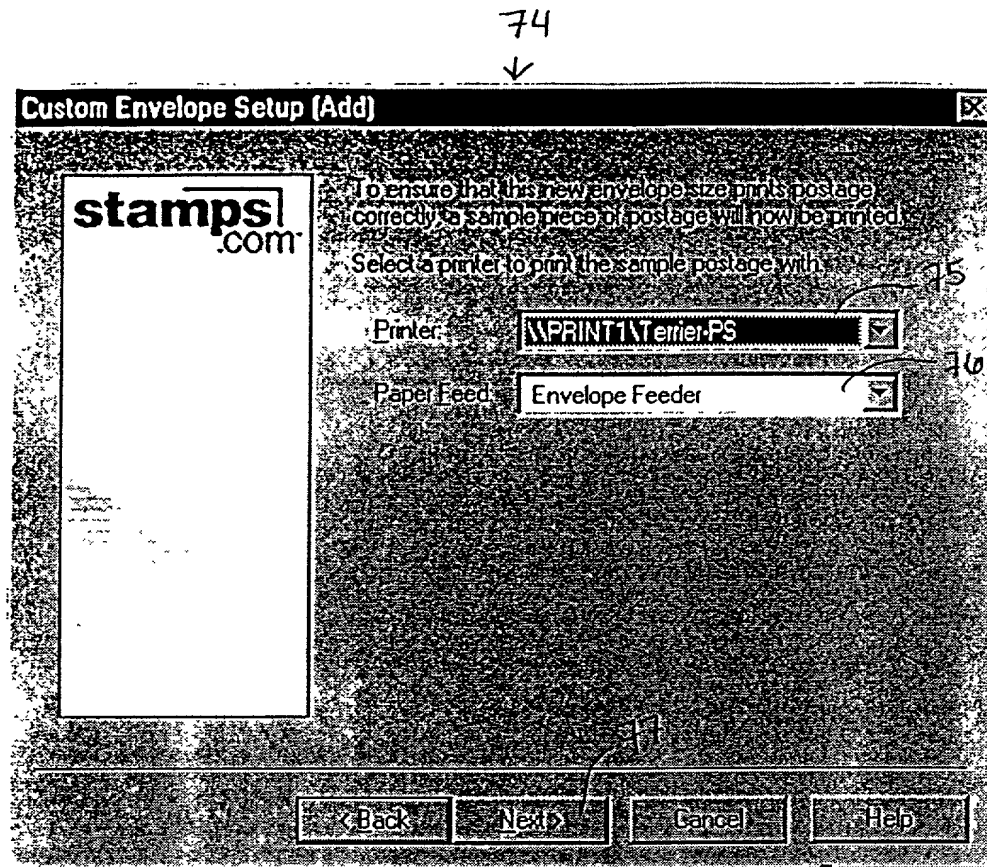 74
Custom Envelope Setup (Add)
stamps
.com
To ensure that this new envelope size prints postage
correctly, a sample piece of postage will now be printed.
Select a printer to print the sample postage with.
75
Printer: \\PRINT1\Terrier-PS
76
Paper Feed: Envelope Feeder
77
< Back Next > Cancel Help